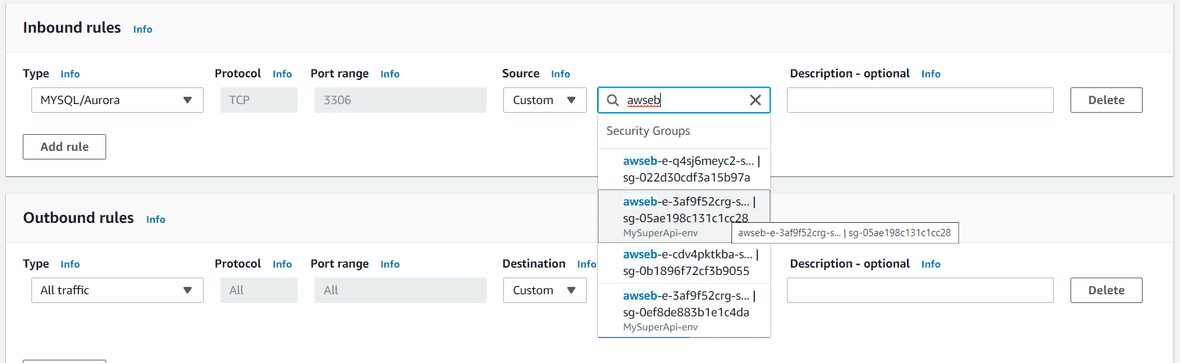 Inbound rules Info
Type Info Protocol Info Port range Info Source Info Description - optional Info
MYSQL/Aurora TCP 3306 Custom awseb Delete
Add rule
Security Groups
awseb-e-q4sj6meyc2-s... |
sg-022d30cdf3a15b97a
awseb-e-3af9f52crg-s... |
sg-05ae198c131c1cc28
MySuperApi-env
awseb-e-3af9f52crg-s... | sg-05ae198c131c1cc28
awseb-e-cdv4pktkba-s... |
sg-0b1896f72cf3b9055
awseb-e-3af9f52crg-s... |
sg-0ef8de883b1e1c4da
MySuperApi-env
Outbound rules Info
Type Info Protocol Info Port range Info Destination Info Description - optional Info
All traffic All All Custom Delete